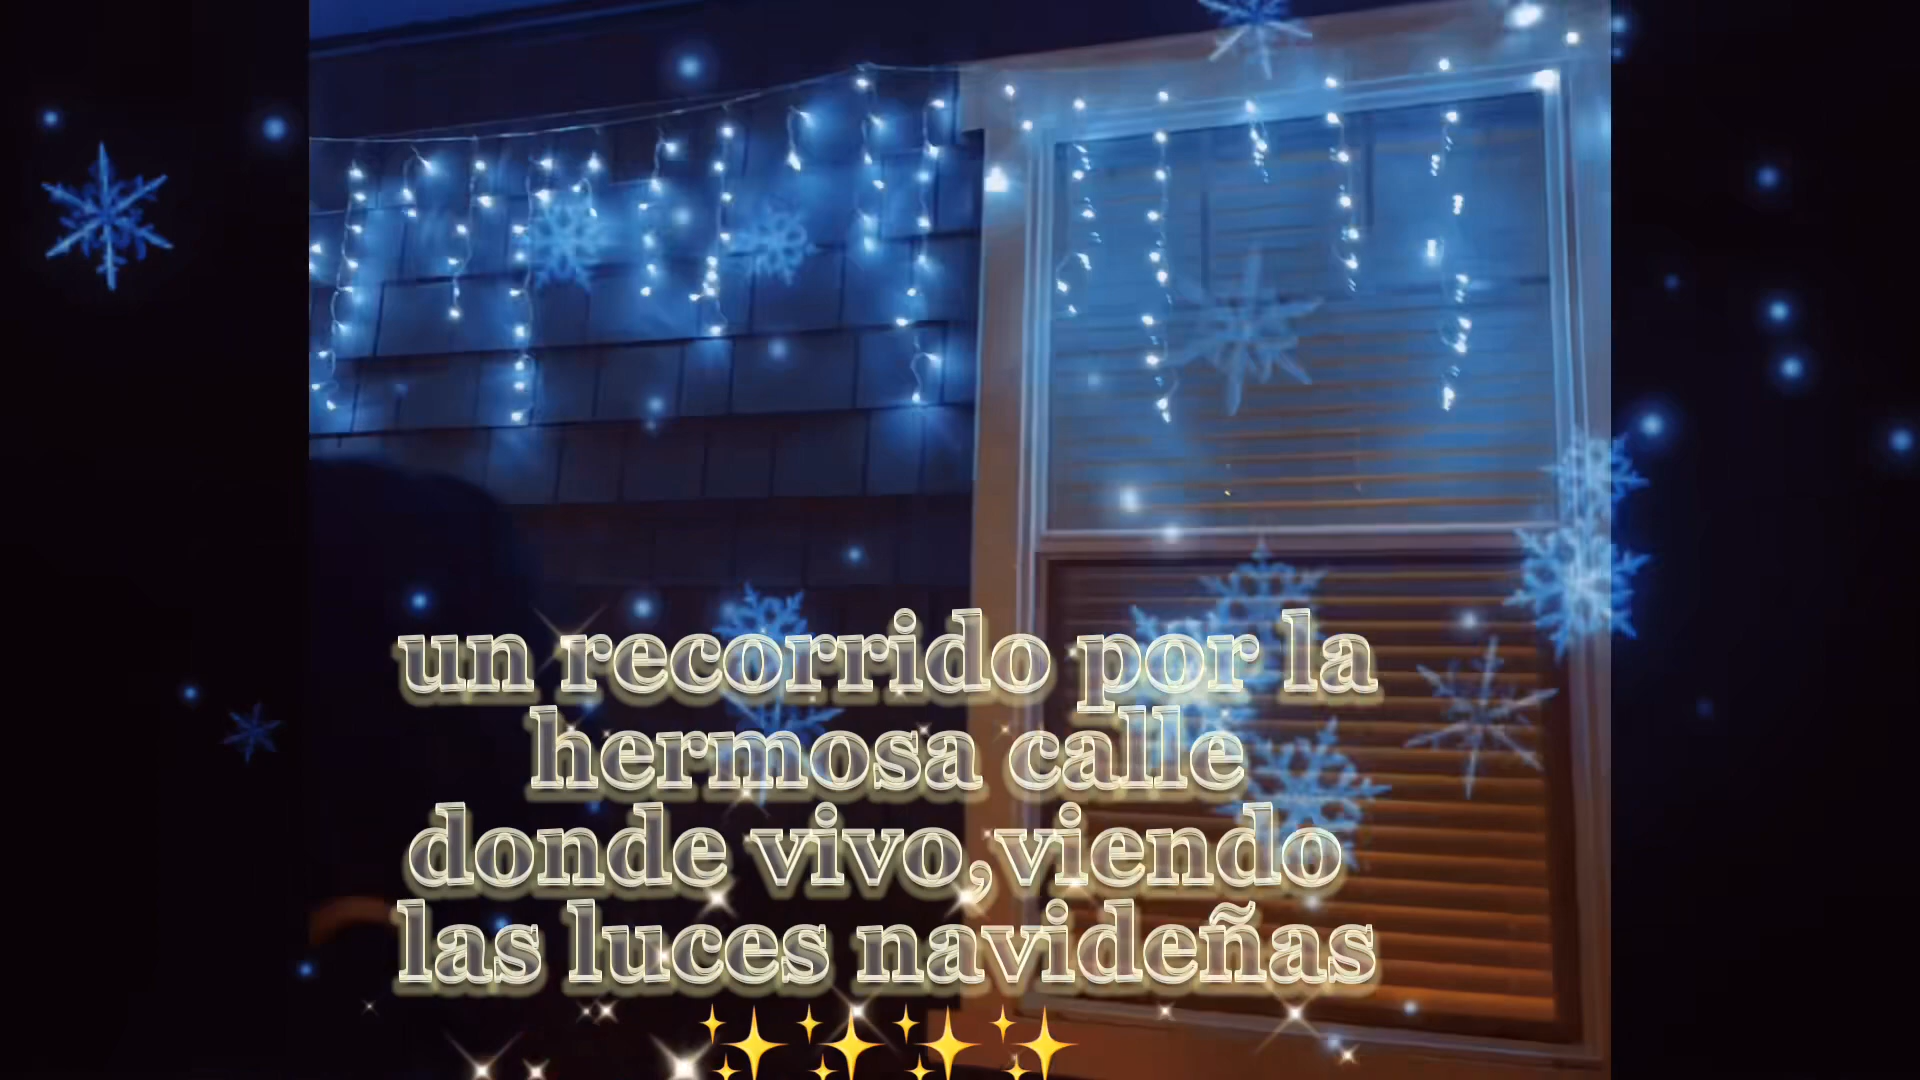 un recorrido por la
hermosa calle
donde vivo,viendo
las luces navideñas
✨✨✨✨